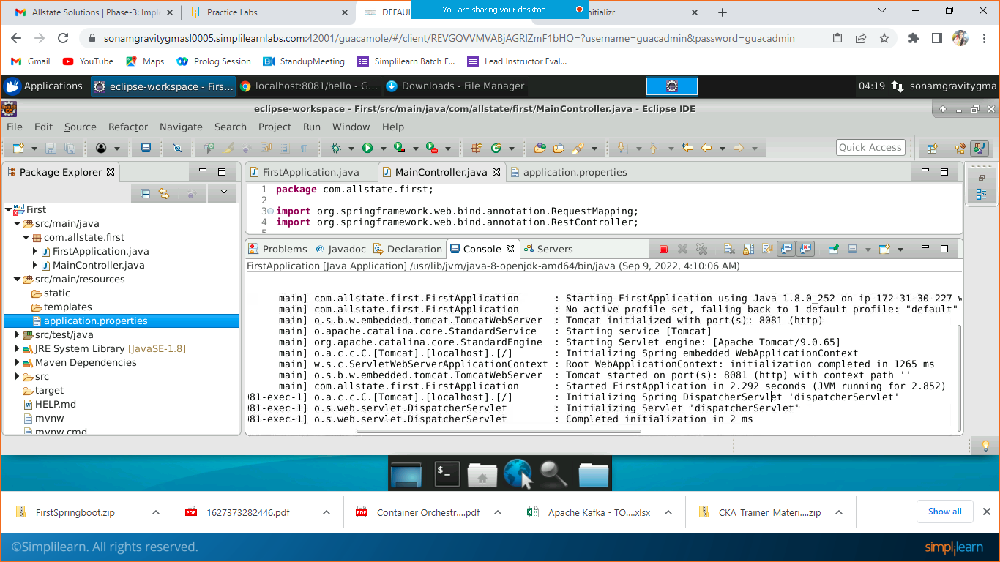 Allstate Solutions | Phase-3: Impl
Practice Labs
DEFAU
You are sharing your desktop
nitializr
sonamgravitygmasl0005.simplilearnlabs.com:42001/guacamole/#/client/REVGQVVMVABjAGRlZmF1bHQ=?username=guacadmin&password=guacadmin
Gmail
YouTube
Maps
Prolog Session
StandupMeeting
Simplilearn Batch F...
Lead Instructor Eval...
Applications
eclipse-workspace - Firs...
localhost:8081/hello - G...
Downloads - File Manager
04:19
sonamgravitygma
eclipse-workspace - First/src/main/java/com/allstate/first/MainController.java - Eclipse IDE
File Edit Source Refactor Navigate Search Project Run Window Help
Quick Access
Package Explorer
First
src/main/java
com.allstate.first
FirstApplication.java
MainController.java
src/main/resources
static
templates
application.properties
src/test/java
JRE System Library [JavaSE-1.8]
Maven Dependencies
src
target
HELP.md
mvnw
mvnw.cmd
FirstApplication.java
MainController.java
application.properties
1 package com.allstate.first;
2
3 import org.springframework.web.bind.annotation.RequestMapping;
4 import org.springframework.web.bind.annotation.RestController;
5
Problems
@ Javadoc
Declaration
Console
Servers
FirstApplication [Java Application] /usr/lib/jvm/java-8-openjdk-amd64/bin/java (Sep 9, 2022, 4:10:06 AM)
main] com.allstate.first.FirstApplication : Starting FirstApplication using Java 1.8.0_252 on ip-172-31-30-227 w
main] com.allstate.first.FirstApplication : No active profile set, falling back to 1 default profile: "default"
main] o.s.b.w.embedded.tomcat.TomcatWebServer : Tomcat initialized with port(s): 8081 (http)
main] o.apache.catalina.core.StandardService : Starting service [Tomcat]
main] org.apache.catalina.core.StandardEngine : Starting Servlet engine: [Apache Tomcat/9.0.65]
main] o.a.c.c.C.[Tomcat].[localhost].[/] : Initializing Spring embedded WebApplicationContext
main] w.s.c.ServletWebServerApplicationContext : Root WebApplicationContext: initialization completed in 1265 ms
main] o.s.b.w.embedded.tomcat.TomcatWebServer : Tomcat started on port(s): 8081 (http) with context path ''
main] com.allstate.first.FirstApplication : Started FirstApplication in 2.292 seconds (JVM running for 2.852)
081-exec-1] o.a.c.c.C.[Tomcat].[localhost].[/] : Initializing Spring DispatcherServlet 'dispatcherServlet'
081-exec-1] o.s.web.servlet.DispatcherServlet : Initializing Servlet 'dispatcherServlet'
081-exec-1] o.s.web.servlet.DispatcherServlet : Completed initialization in 2 ms
FirstSpringboot.zip
1627373282446.pdf
Container Orchestr....pdf
Apache Kafka - TO....xlsx
CKA_Trainer_Materi....zip
Show all
©Simplilearn. All rights reserved.
simplilearn